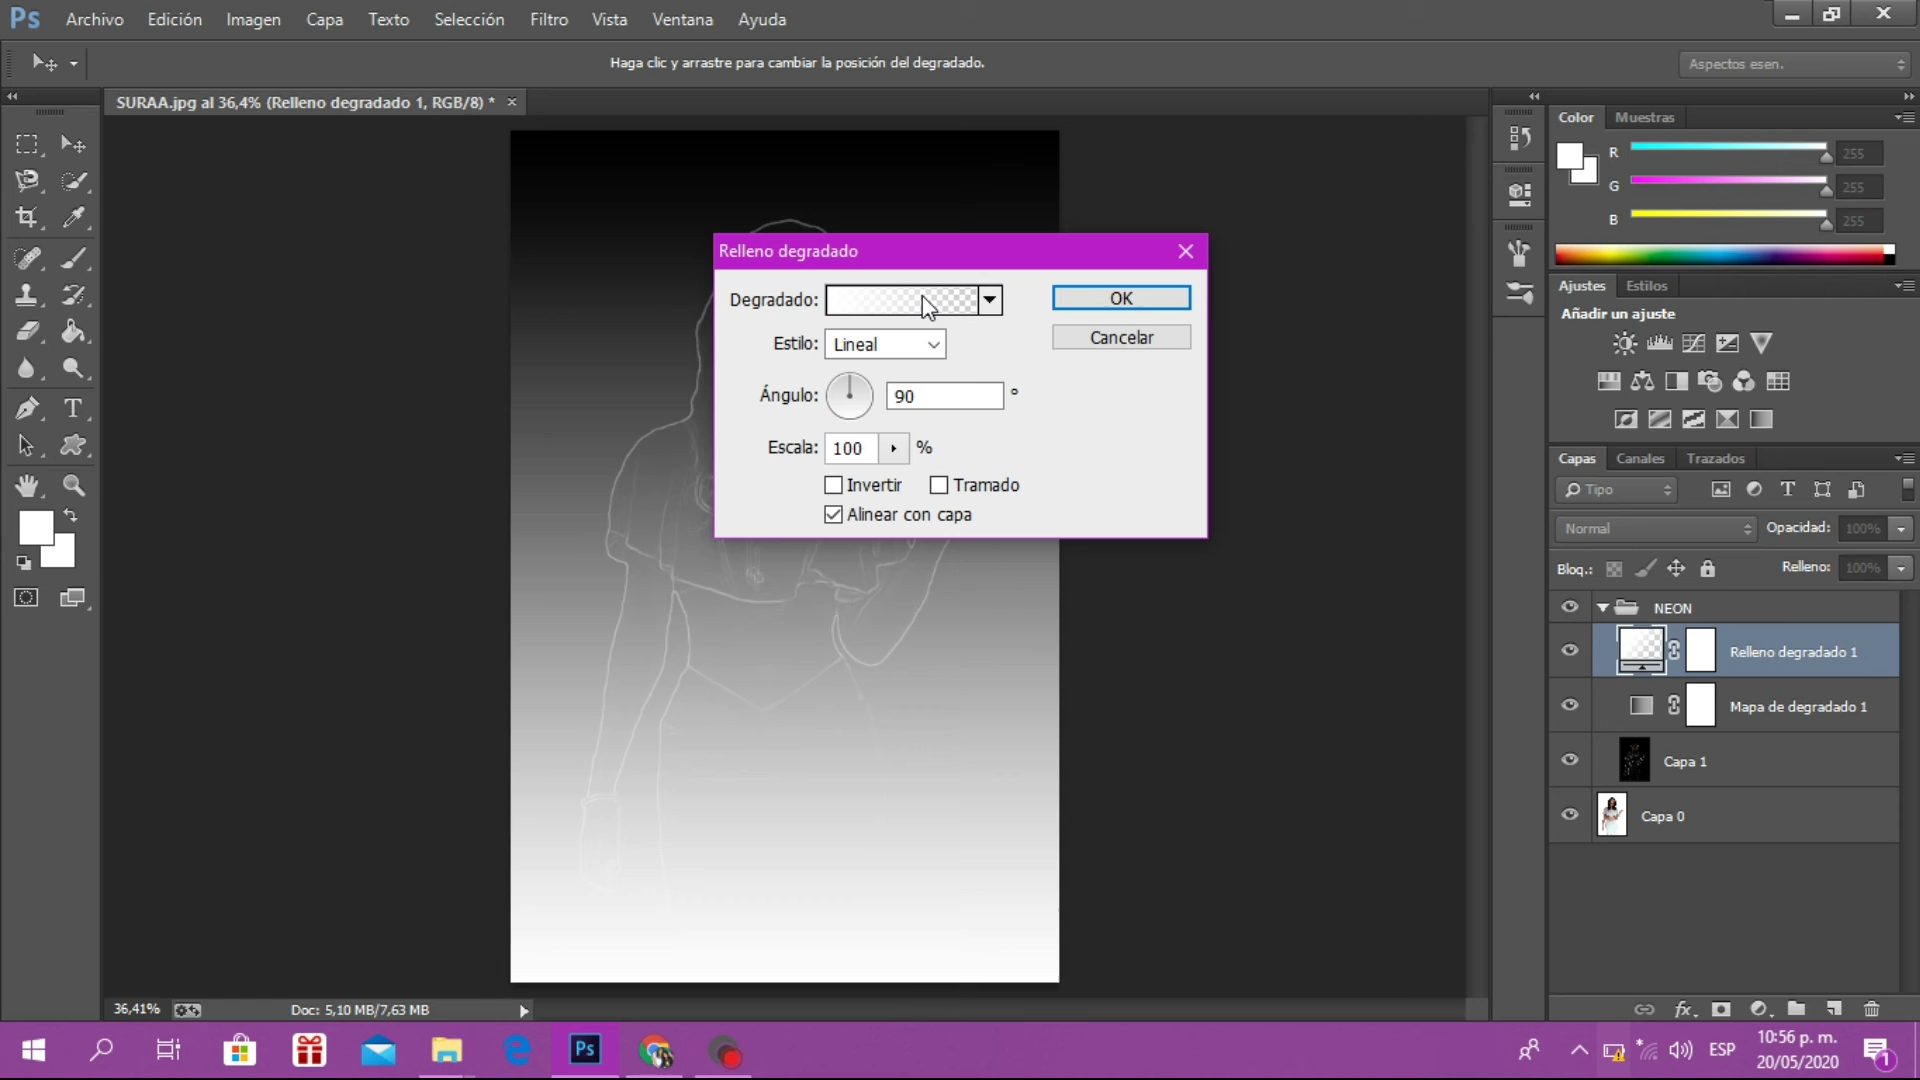 Ps Archivo Edición Imagen Capa Texto Selección Filtro Vista Ventana Ayuda
Haga clic y arrastre para cambiar la posición del degradado.
Aspectos esen.
SURAA.jpg al 36,4% (Relleno degradado 1, RGB/8) *
Color Muestras
R 255
G 255
B 255
Relleno degradado
Degradado:
OK
Estilo: Lineal
Cancelar
Ángulo: 90 °
Escala: 100 %
Invertir Tramado
Alinear con capa
Ajustes Estilos
Añadir un ajuste
Capas Canales Trazados
Tipo
Normal Opacidad: 100%
Bloq.: Relleno: 100%
NEON
Relleno degradado 1
Mapa de degradado 1
Capa 1
Capa 0
36,41% Doc: 5,10 MB/7,63 MB
fx
Ps
ESP
10:56 p. m.
20/05/2020
1